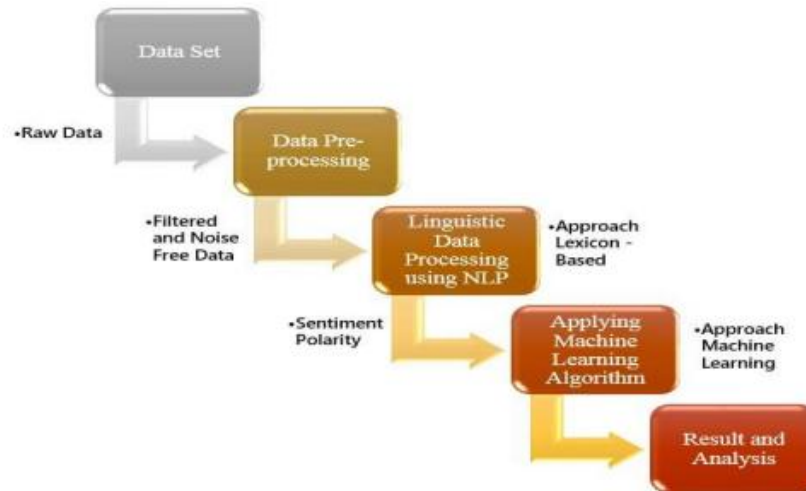 Data Set
•Raw Data
Data Pre-
processing
•Filtered
and Noise
Free Data
Linguistic
Data
Processing
using NLP
•Approach
Lexicon -
Based
•Sentiment
Polarity
Applying
Machine
Learning
Algorithm
•Approach
Machine
Learning
Result and
Analysis